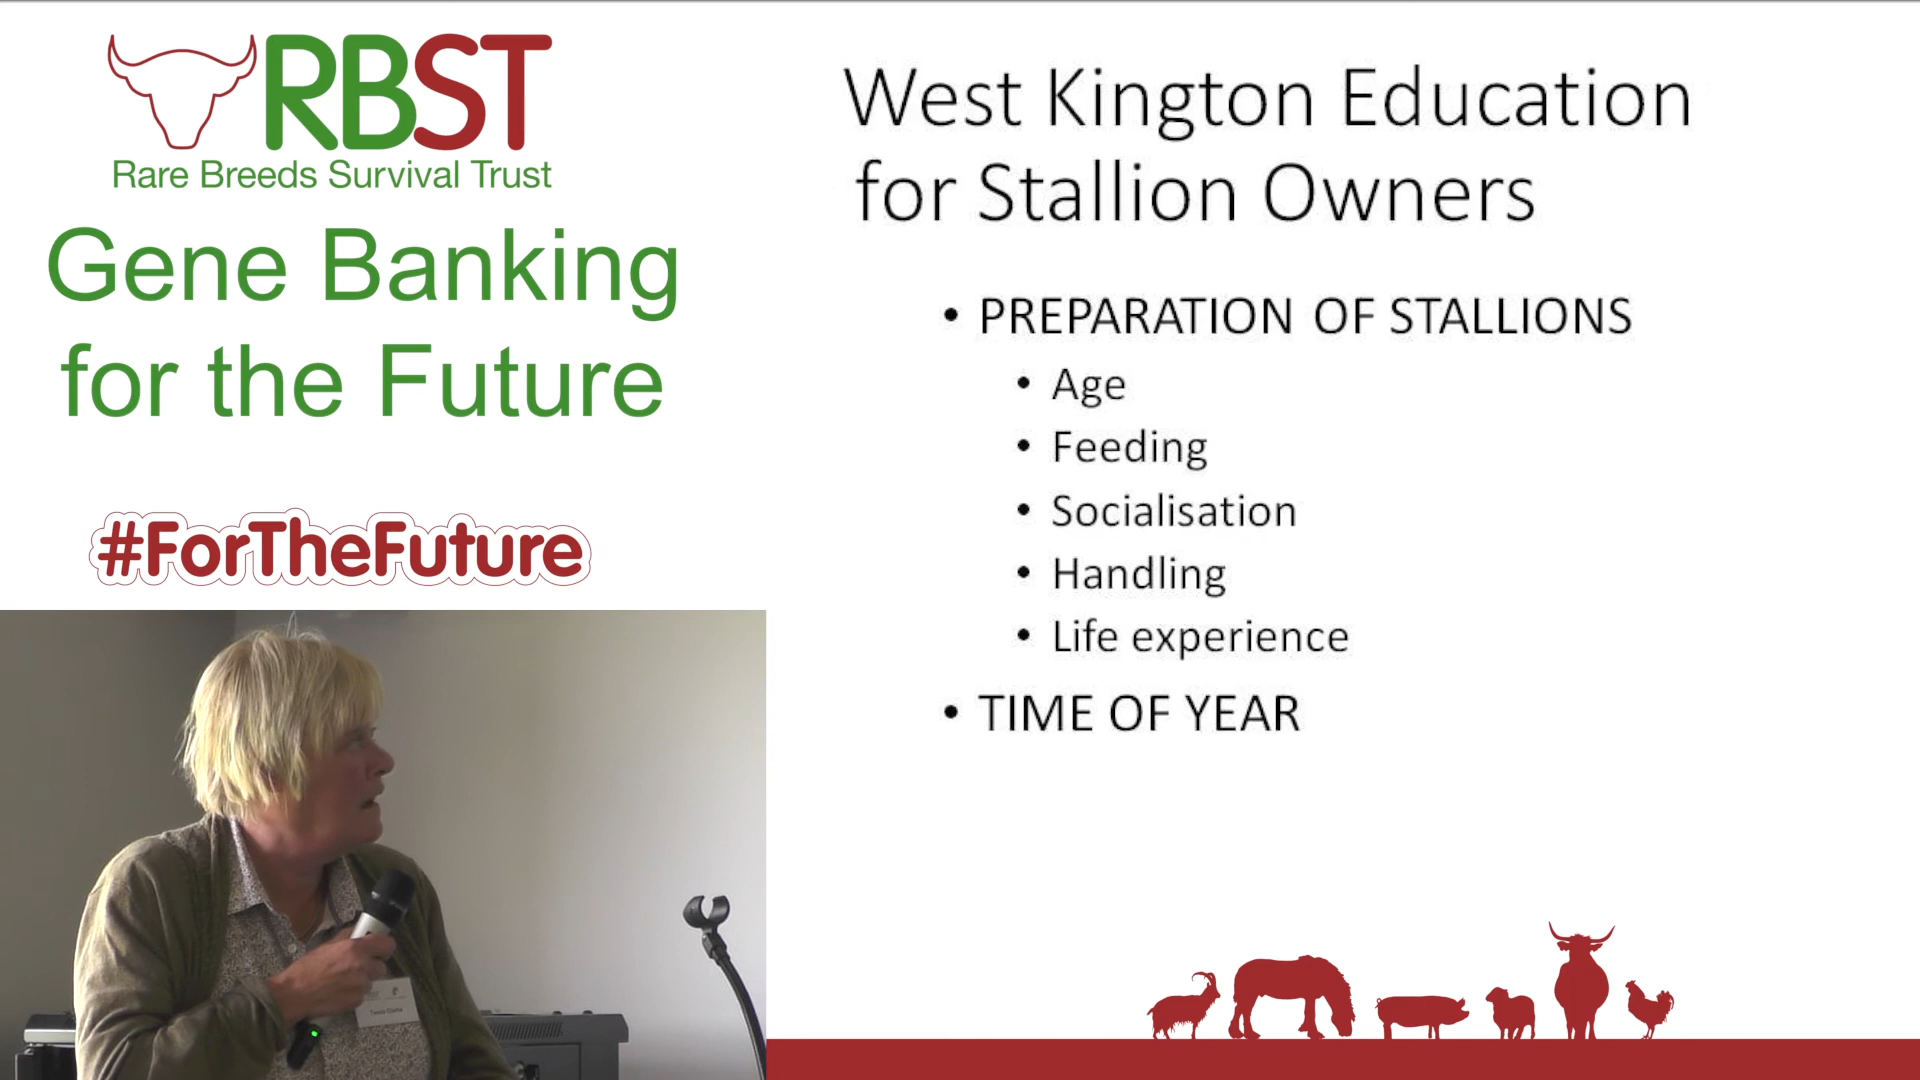 RBST
Rare Breeds Survival Trust
Gene Banking
for the Future
#ForTheFuture
West Kington Education
for Stallion Owners
• PREPARATION OF STALLIONS
• Age
• Feeding
• Socialisation
• Handling
• Life experience
• TIME OF YEAR